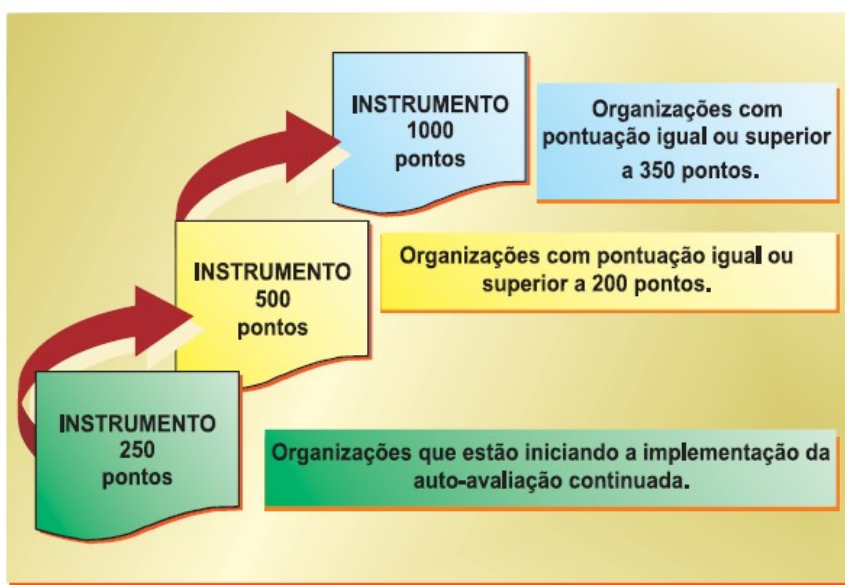 INSTRUMENTO
1000
pontos
Organizações com
pontuação igual ou superior
a 350 pontos.
INSTRUMENTO
500
pontos
Organizações com pontuação igual ou
superior a 200 pontos.
INSTRUMENTO
250
pontos
Organizações que estão iniciando a implementação da
auto-avaliação continuada.